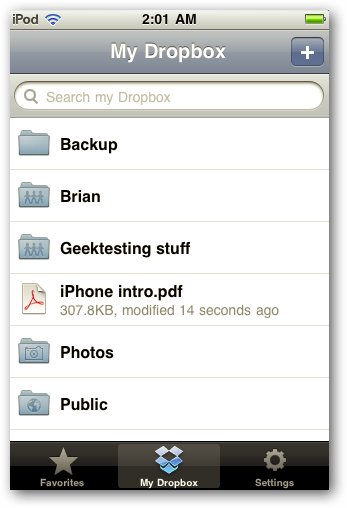 iPod 2:01 AM
My Dropbox +
Search my Dropbox
Backup
Brian
Geektesting stuff
iPhone intro.pdf
307.8KB, modified 14 seconds ago
Photos
Public
Favorites My Dropbox Settings